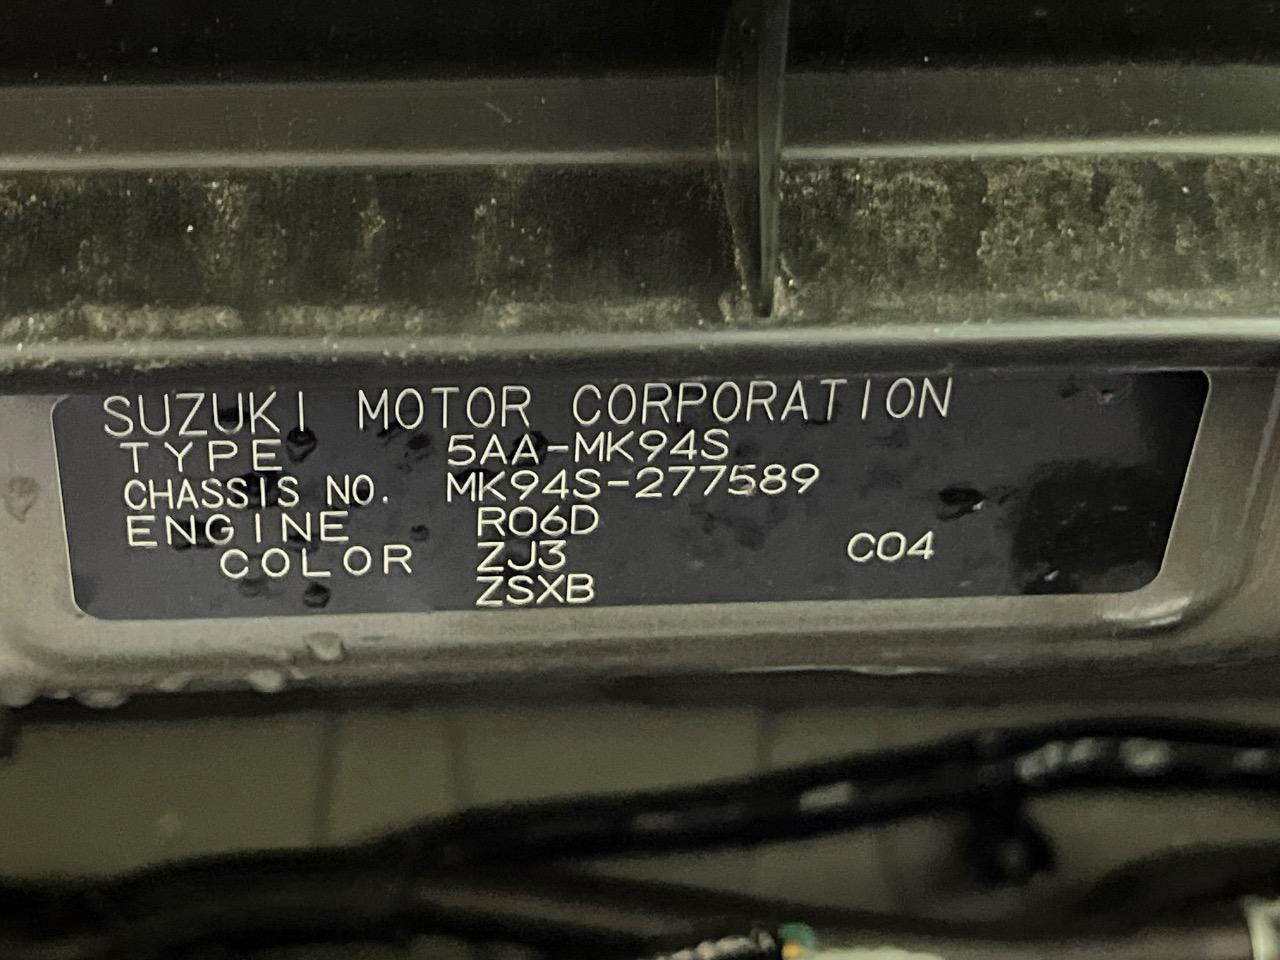 SUZUKI MOTOR CORPORATION
TYPE 5AA-MK94S
CHASSIS NO. MK94S-277589
ENGINE R06D
COLOR ZJ3 C04
ZSXB